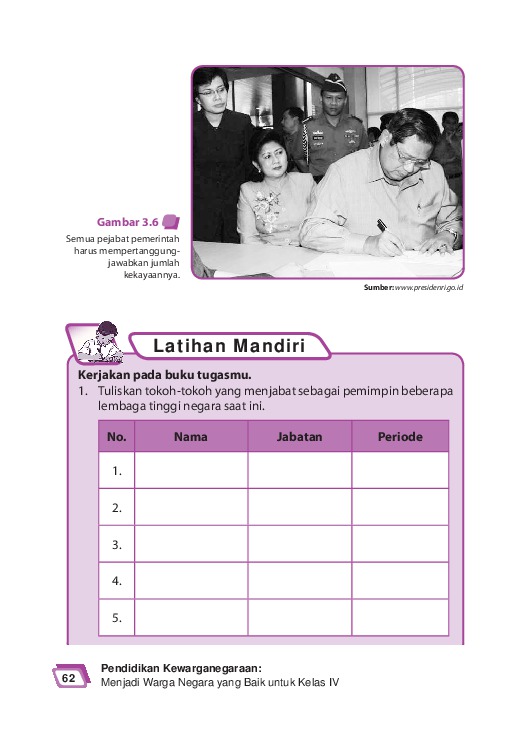 Gambar 3.6
Semua pejabat pemerintah
harus mempertanggung-
jawabkan jumlah
kekayaannya.
Sumber: www.presidenri.go.id
Latihan Mandiri
Kerjakan pada buku tugasmu.
1. Tuliskan tokoh-tokoh yang menjabat sebagai pemimpin beberapa
lembaga tinggi negara saat ini.
No. Nama Jabatan Periode
1.
2.
3.
4.
5.
62
Pendidikan Kewarganegaraan:
Menjadi Warga Negara yang Baik untuk Kelas IV